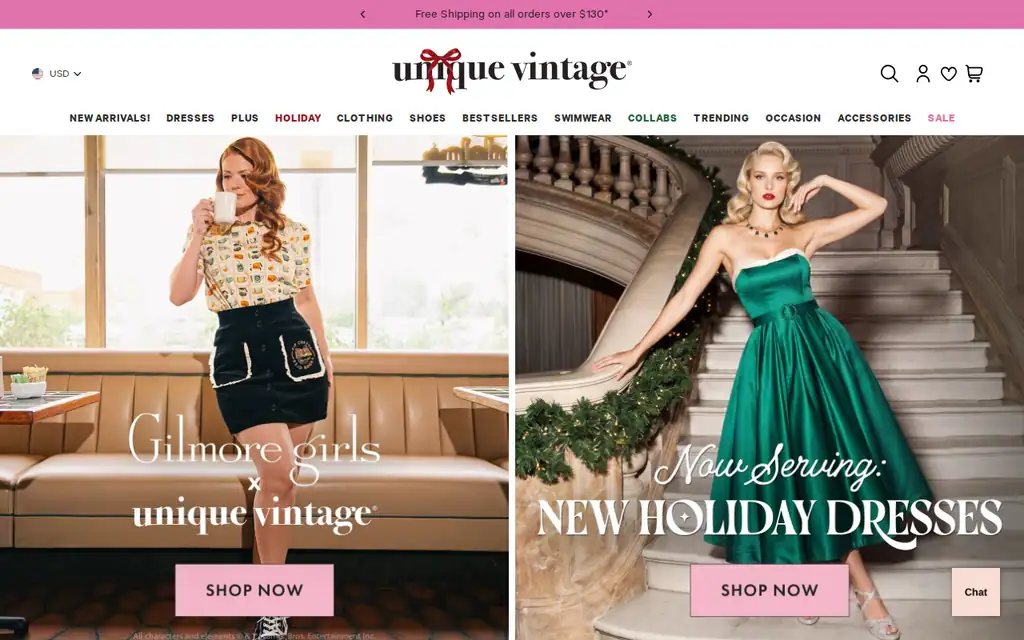 Free Shipping on all orders over $130*
USD
unique vintage®
NEW ARRIVALS! DRESSES PLUS HOLIDAY CLOTHING SHOES BESTSELLERS SWIMWEAR COLLABS TRENDING OCCASION ACCESSORIES SALE
Gilmore girls
x
unique vintage®
SHOP NOW
Now Serving:
NEW HOLIDAY DRESSES
SHOP NOW
Chat